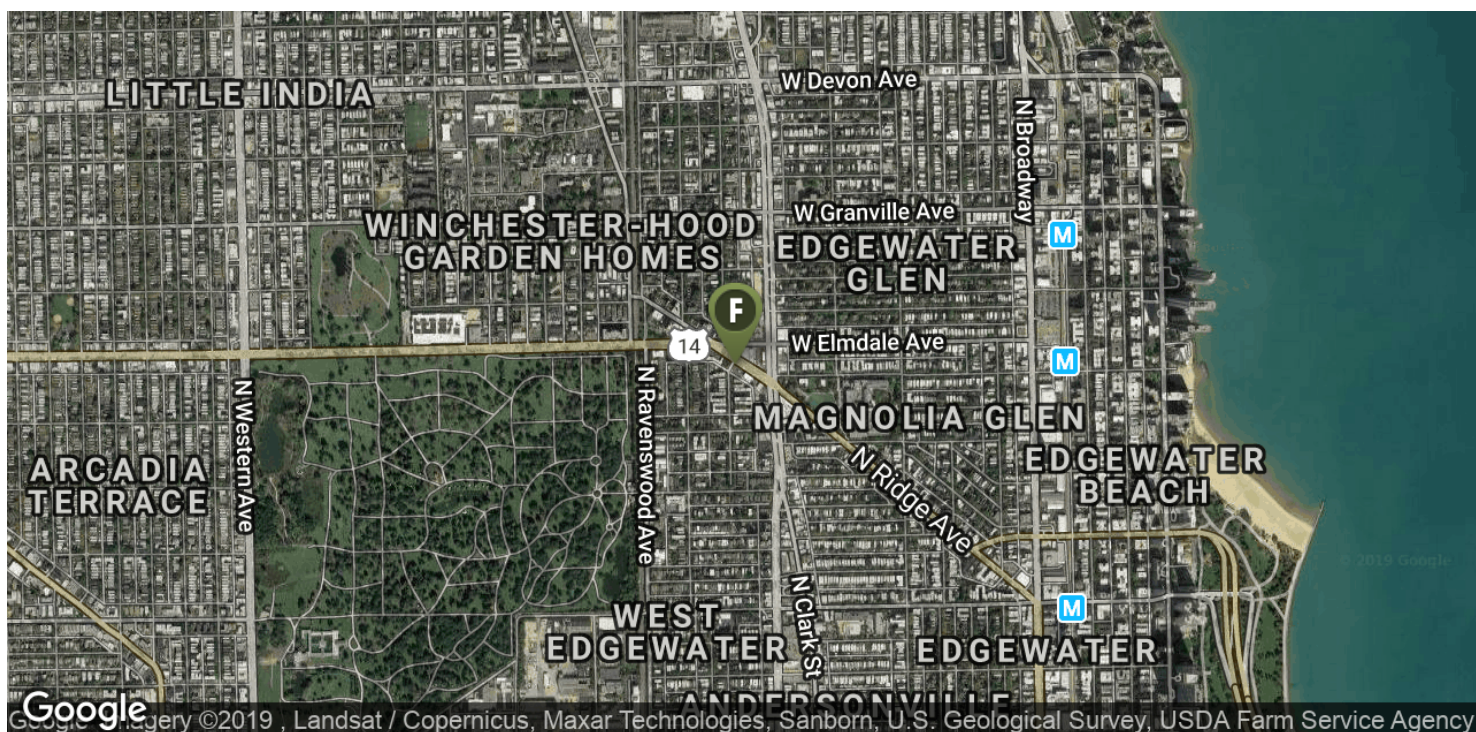 W Devon Ave
LITTLE INDIA
N Broadway
W Granville Ave
WINCHESTER-HOOD
GARDEN HOMES
EDGEWATER
GLEN
M
F
14
W Elmdale Ave
M
N Western Ave
N Ravenswood Ave
MAGNOLIA GLEN
ARCADIA
TERRACE
N Ridge Ave
EDGEWATER
BEACH
© 2019 Google
N Clark St
M
WEST
EDGEWATER
EDGEWATER
ANDERSONVILLE
Google
Imagery ©2019 , Landsat / Copernicus, Maxar Technologies, Sanborn, U.S. Geological Survey, USDA Farm Service Agency